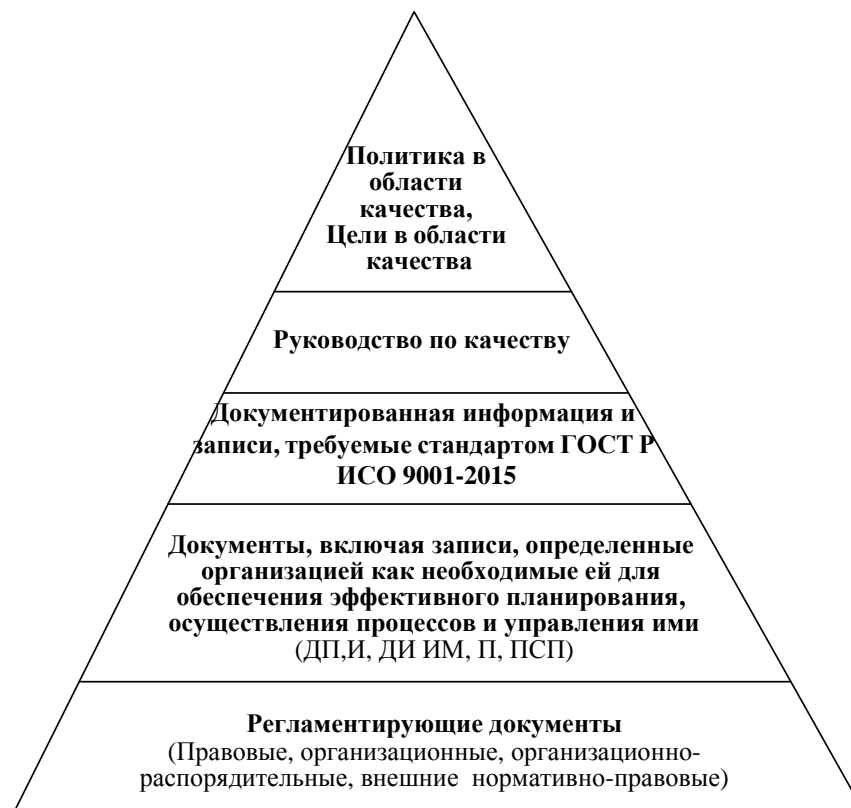 Политика в
области
качества,
Цели в области
качества
Руководство по качеству
Документированная информация и
записи, требуемые стандартом ГОСТ Р
ИСО 9001-2015
Документы, включая записи, определенные
организацией как необходимые ей для
обеспечения эффективного планирования,
осуществления процессов и управления ими
(ДП,И, ДИ ИМ, П, ПСП)
Регламентирующие документы
(Правовые, организационные, организационно-
распорядительные, внешние нормативно-правовые)